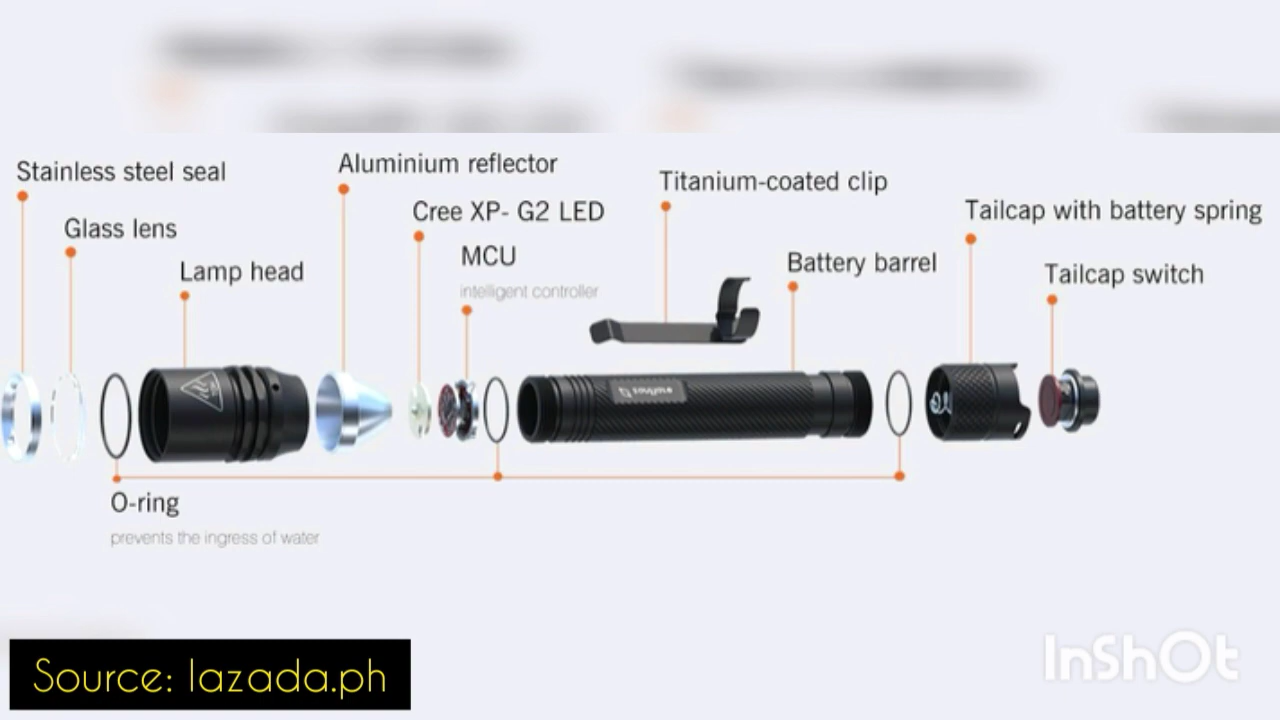 Stainless steel seal
Glass lens
Lamp head
Aluminium reflector
Cree XP- G2 LED
MCU
intelligent controller
Titanium-coated clip
Battery barrel
Tailcap with battery spring
Tailcap switch
O-ring
prevents the ingress of water
Source: lazada.ph
InShOt